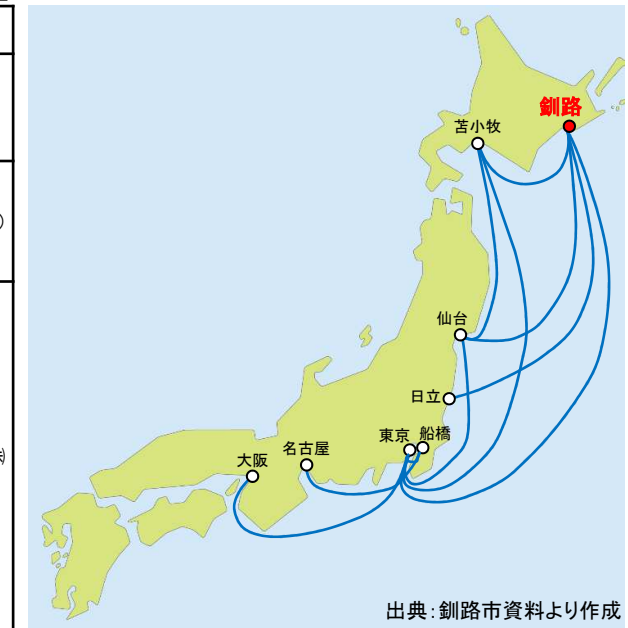 釧路
苫小牧
仙台
日立
東京
船橋
名古屋
大阪
出典：釧路市資料より作成